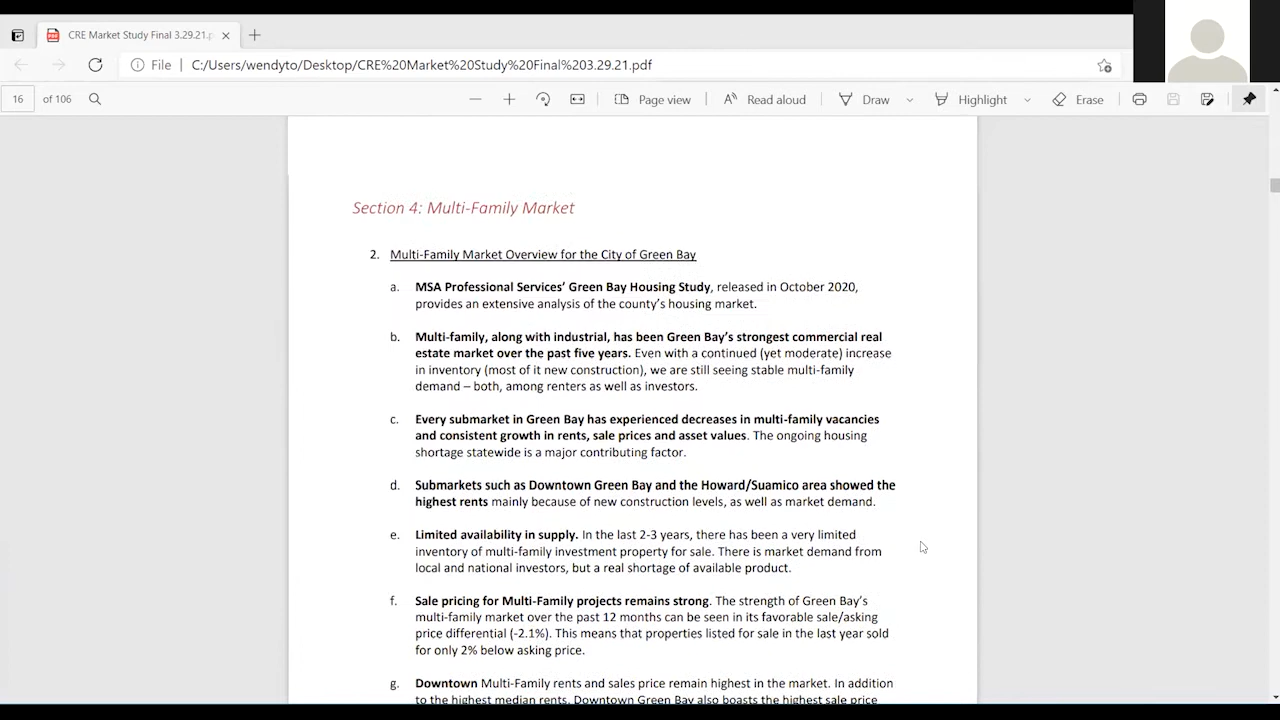 CRE Market Study Final 3.29.21.p
File
C:/Users/wendyto/Desktop/CRE%20Market%20Study%20Final%203.29.21.pdf
16 of 106
Page view
Read aloud
Draw
Highlight
Erase
Section 4: Multi-Family Market
2. Multi-Family Market Overview for the City of Green Bay
a. MSA Professional Services’ Green Bay Housing Study, released in October 2020,
provides an extensive analysis of the county’s housing market.
b. Multi-family, along with industrial, has been Green Bay’s strongest commercial real
estate market over the past five years. Even with a continued (yet moderate) increase
in inventory (most of it new construction), we are still seeing stable multi-family
demand – both, among renters as well as investors.
c. Every submarket in Green Bay has experienced decreases in multi-family vacancies
and consistent growth in rents, sale prices and asset values. The ongoing housing
shortage statewide is a major contributing factor.
d. Submarkets such as Downtown Green Bay and the Howard/Suamico area showed the
highest rents mainly because of new construction levels, as well as market demand.
e. Limited availability in supply. In the last 2-3 years, there has been a very limited
inventory of multi-family investment property for sale. There is market demand from
local and national investors, but a real shortage of available product.
f. Sale pricing for Multi-Family projects remains strong. The strength of Green Bay’s
multi-family market over the past 12 months can be seen in its favorable sale/asking
price differential (-2.1%). This means that properties listed for sale in the last year sold
for only 2% below asking price.
g. Downtown Multi-Family rents and sales price remain highest in the market. In addition
to the highest median rents, Downtown Green Bay also boasts the highest sale price